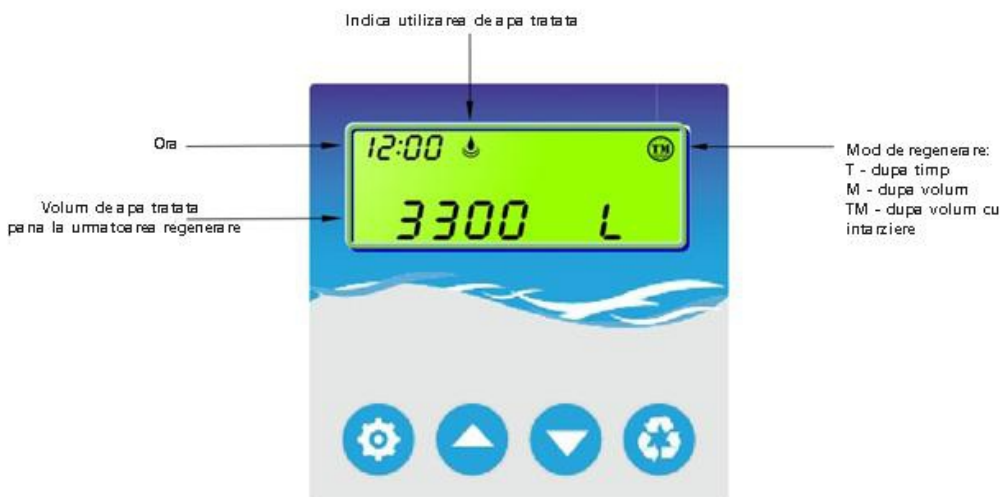 Indica utilizarea de apa tratata
Ora
12:00
TM
Mod de regenerare:
T - dupa timp
M - dupa volum
TM - dupa volum cu
intarziere
Volum de apa tratata
pana la urmatoarea regenerare
3300 L